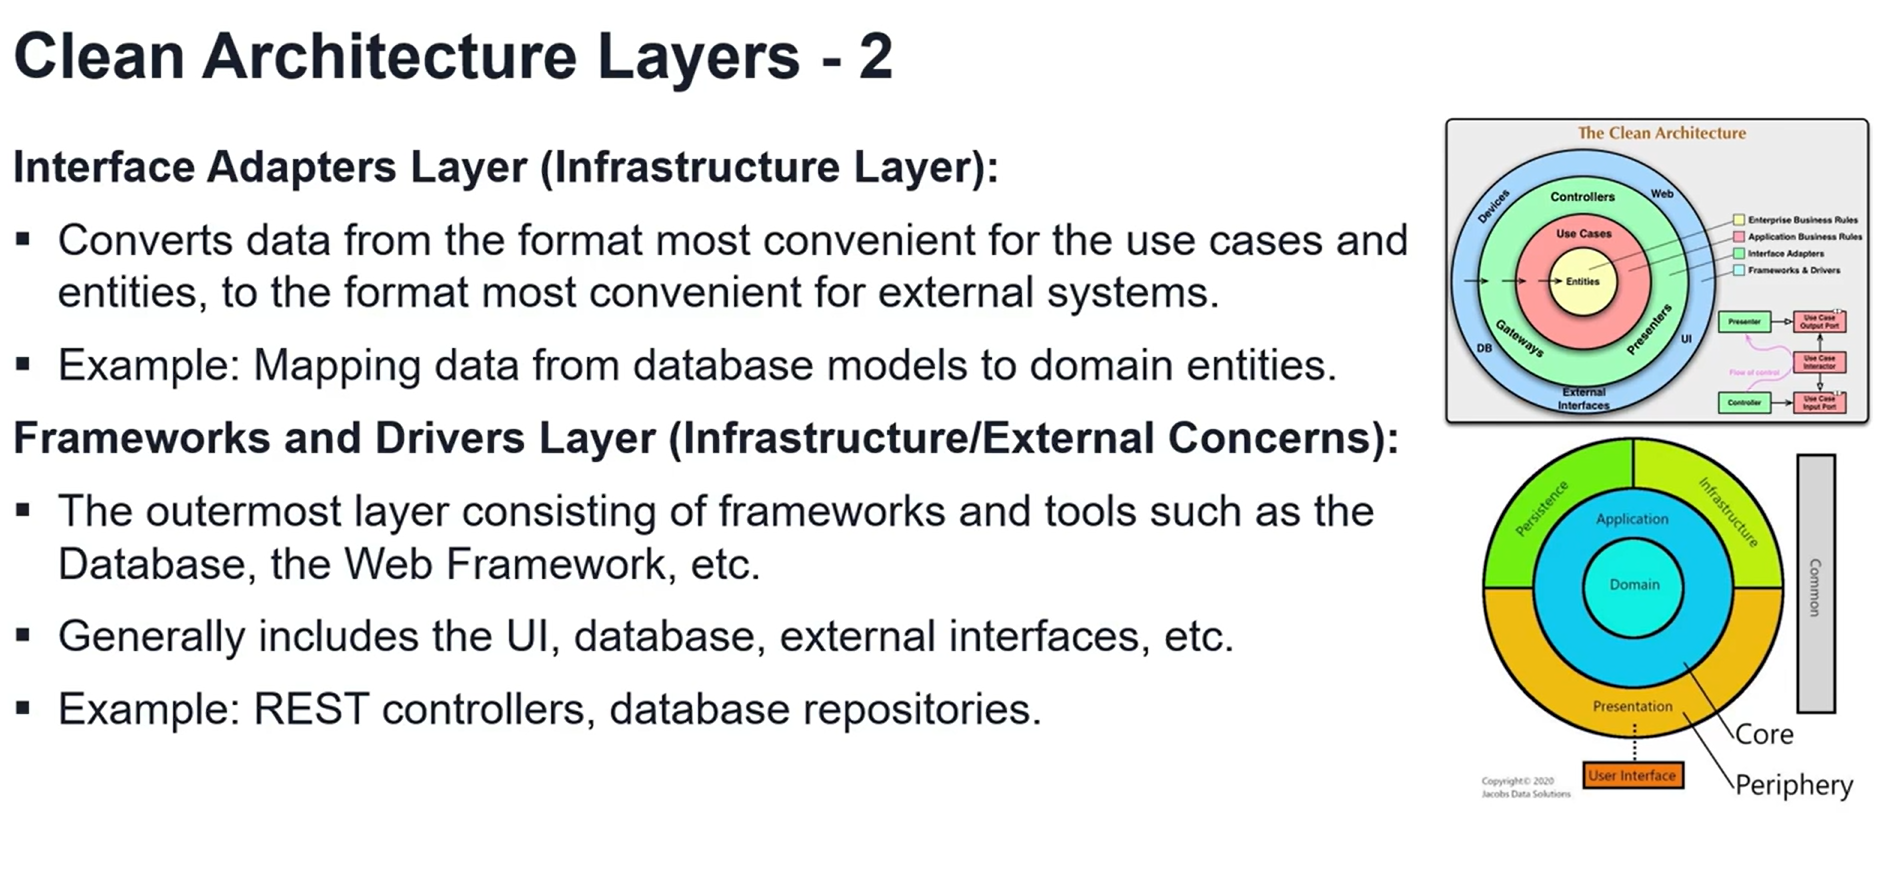 Clean Architecture Layers - 2
Interface Adapters Layer (Infrastructure Layer):
▪ Converts data from the format most convenient for the use cases and
entities, to the format most convenient for external systems.
▪ Example: Mapping data from database models to domain entities.
Frameworks and Drivers Layer (Infrastructure/External Concerns):
▪ The outermost layer consisting of frameworks and tools such as the
Database, the Web Framework, etc.
▪ Generally includes the UI, database, external interfaces, etc.
▪ Example: REST controllers, database repositories.
The Clean Architecture
Devices
Web
Controllers
Use Cases
Entities
Gateways
Presenters
DB
UI
External
Interfaces
Enterprise Business Rules
Application Business Rules
Interface Adapters
Frameworks & Drivers
Presenter
Use Case
Output Port
Use Case
Interactor
Flow of control
Controller
Use Case
Input Port
Persistence
Infrastructure
Application
Domain
Presentation
Common
Core
Periphery
User Interface
Copyright© 2020
Jacobs Data Solutions